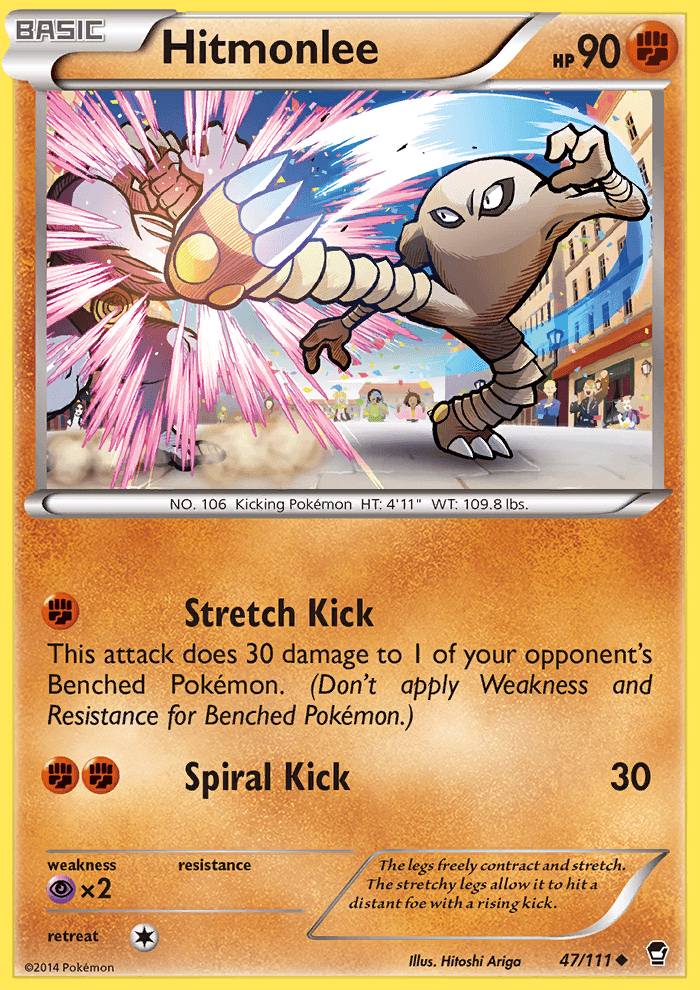 BASIC
Hitmonlee
HP 90
NO. 106 Kicking Pokémon HT: 4'11" WT: 109.8 lbs.
Stretch Kick
This attack does 30 damage to 1 of your opponent's
Benched Pokémon. (Don't apply Weakness and
Resistance for Benched Pokémon.)
Spiral Kick 30
weakness resistance
×2
The legs freely contract and stretch.
The stretchy legs allow it to hit a
distant foe with a rising kick.
retreat
Illus. Hitoshi Ariga 47/111
©2014 Pokémon